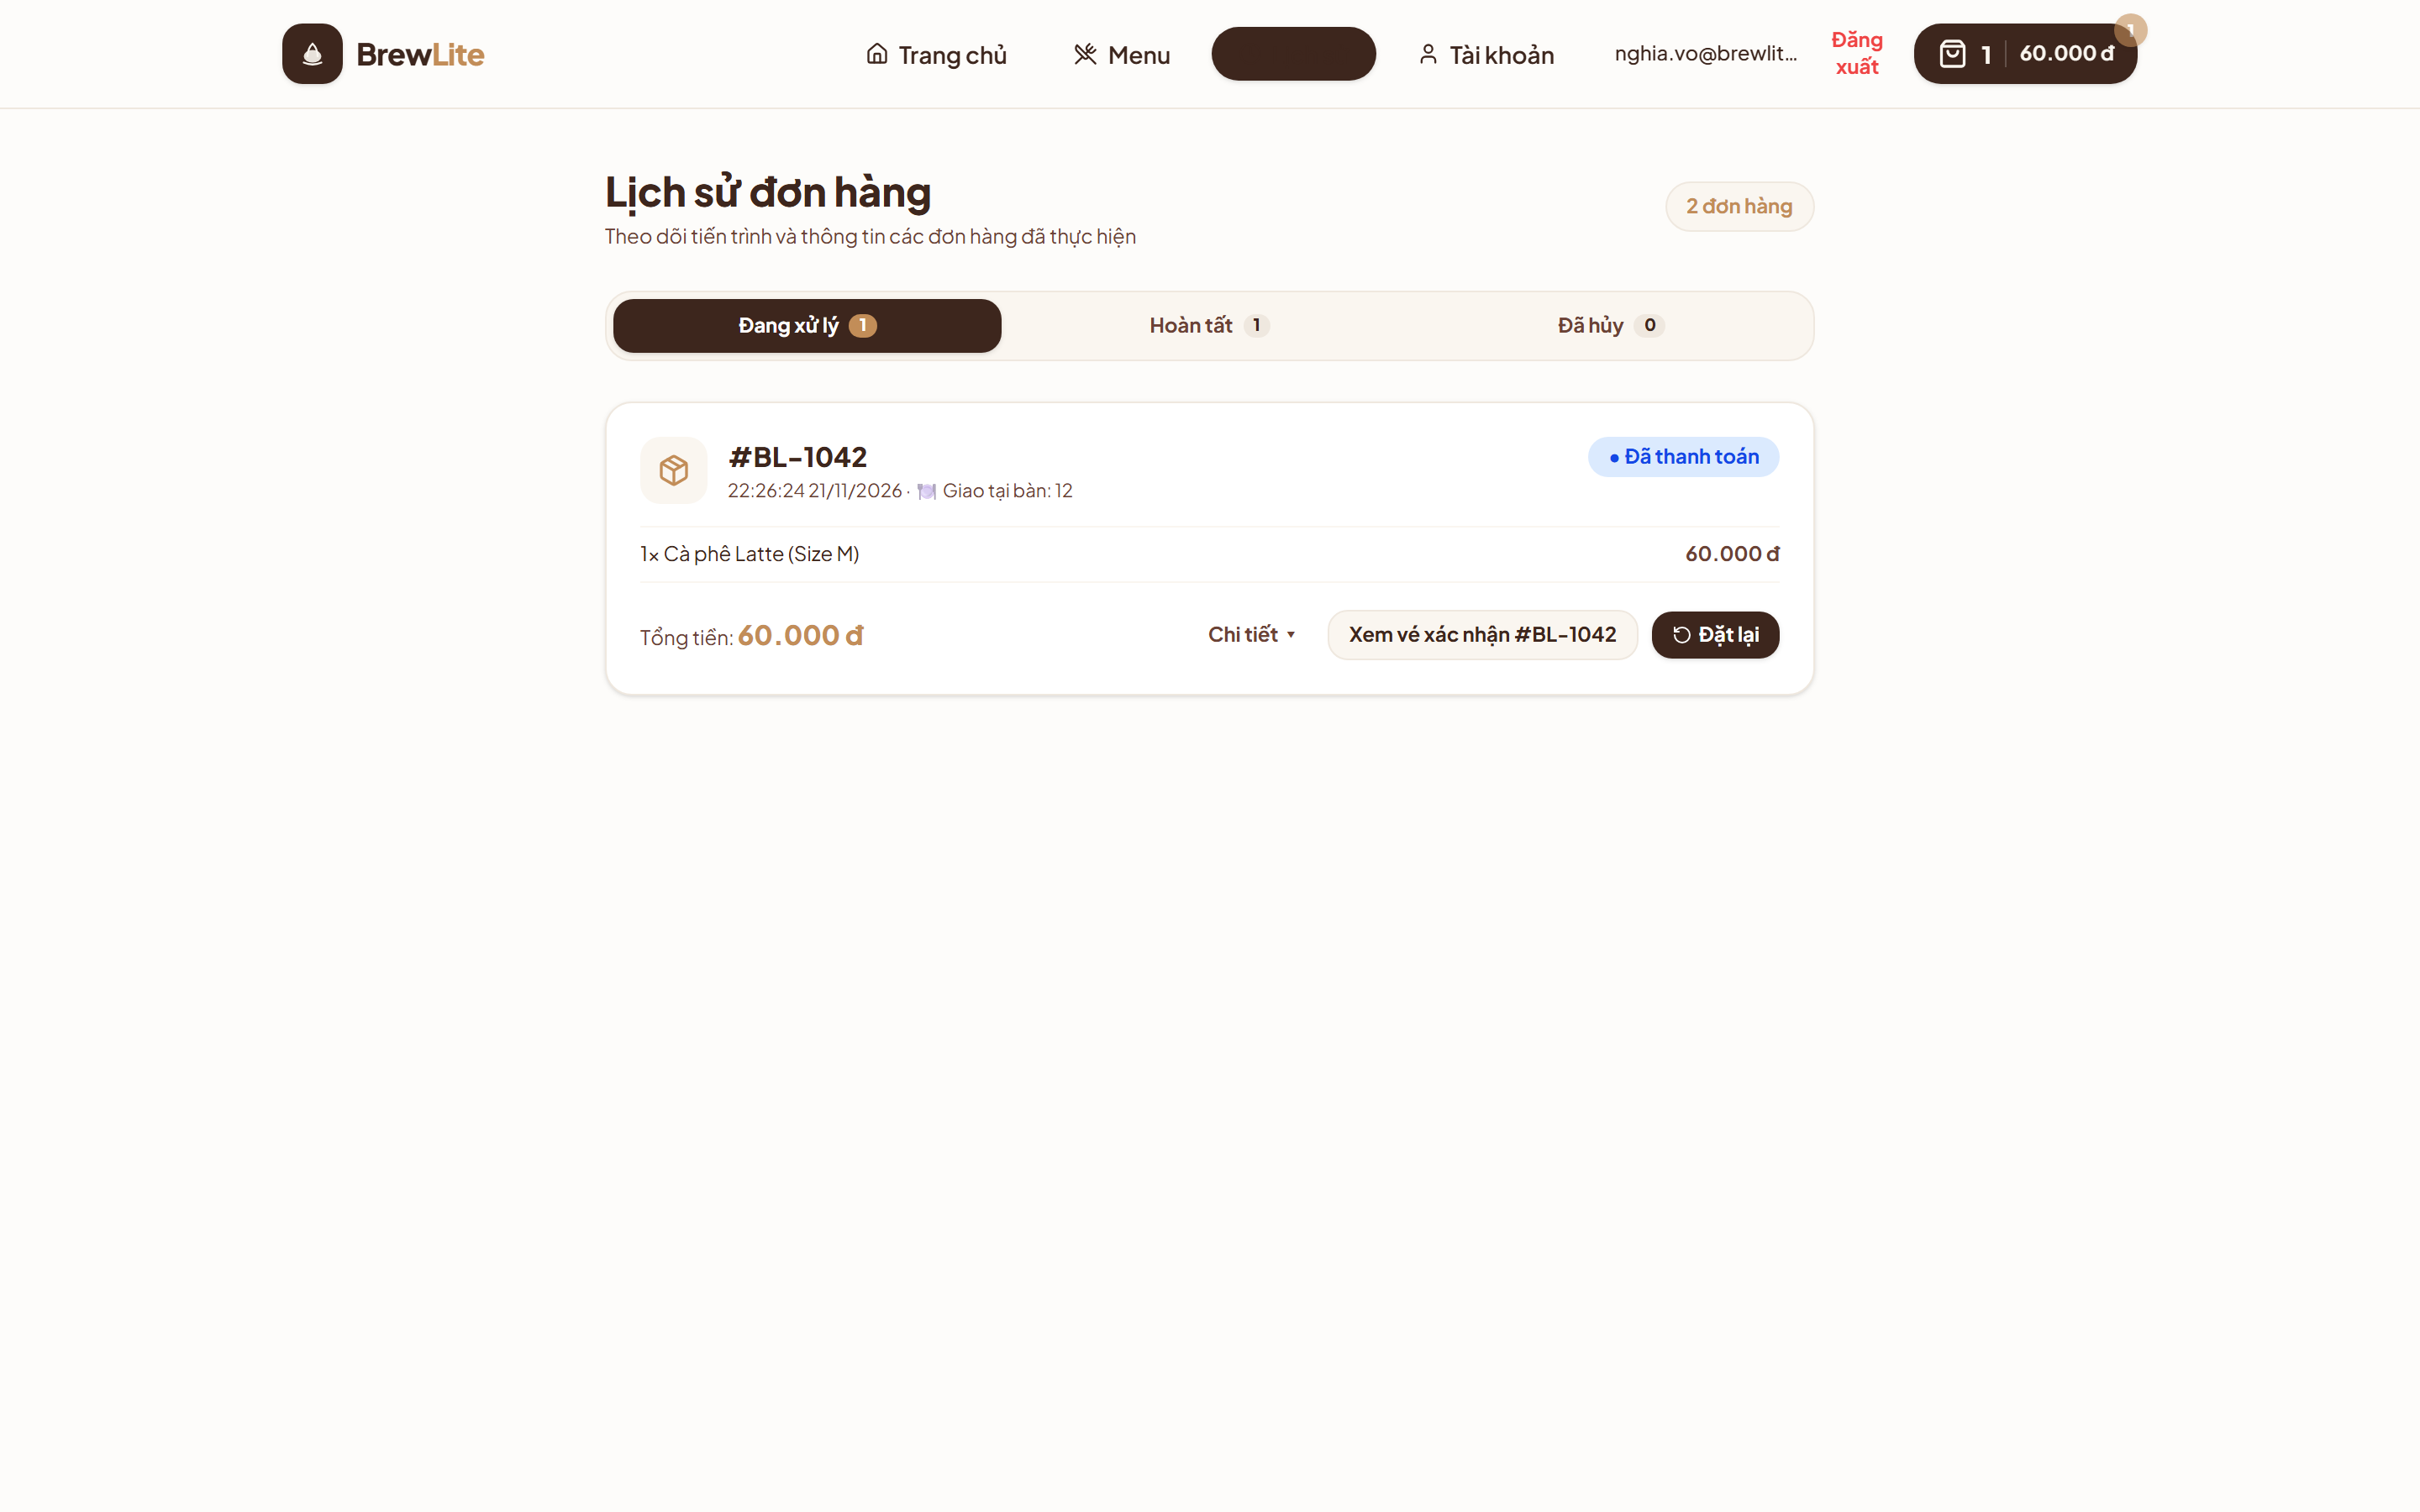 BrewLite
Trang chủ
Menu
Tài khoản
nghia.vo@brewlit...
Đăng
xuất
1
60.000 đ
1
Lịch sử đơn hàng
Theo dõi tiến trình và thông tin các đơn hàng đã thực hiện
2 đơn hàng
Đang xử lý 1
Hoàn tất 1
Đã hủy 0
#BL-1042
22:26:24 21/11/2026 · 🍽️ Giao tại bàn: 12
● Đã thanh toán
1× Cà phê Latte (Size M)
60.000 đ
Tổng tiền: 60.000 đ
Chi tiết ▾
Xem vé xác nhận #BL-1042
Đặt lại